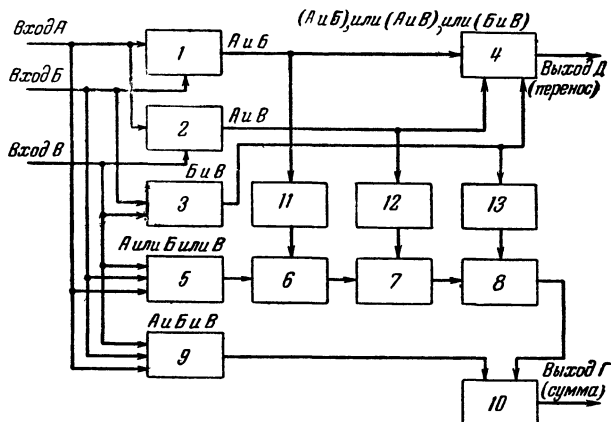 (А и Б), или (А и В), или (Б и В)
Вход А
1
А и Б
4
Выход Д
(перенос)
Вход Б
2
А и В
Вход В
Б и В
3
11
12
13
А или Б или В
5
6
7
8
А и Б и В
9
10
Выход Г
(сумма)